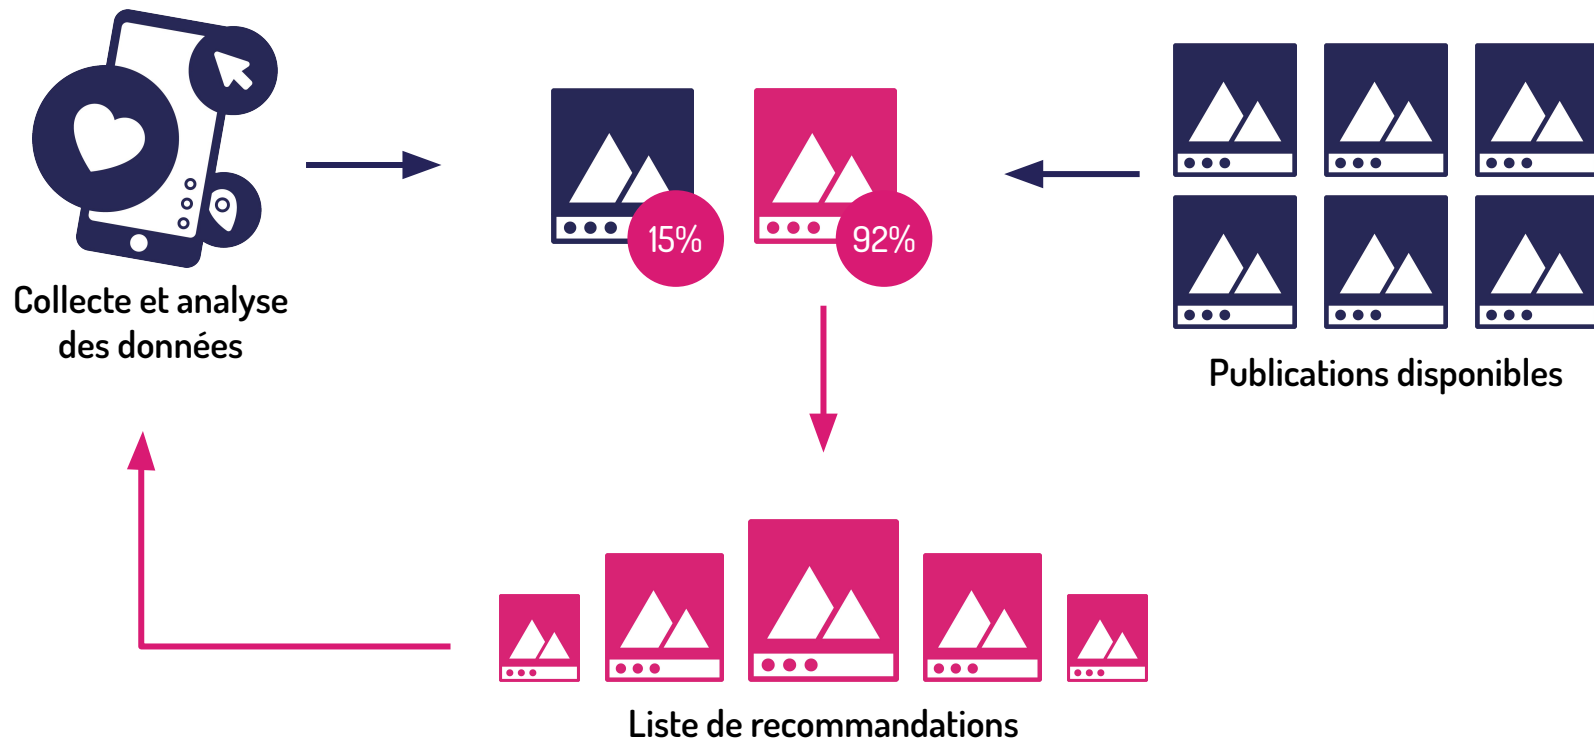 15%
92%
Collecte et analyse
des données
Publications disponibles
Liste de recommandations